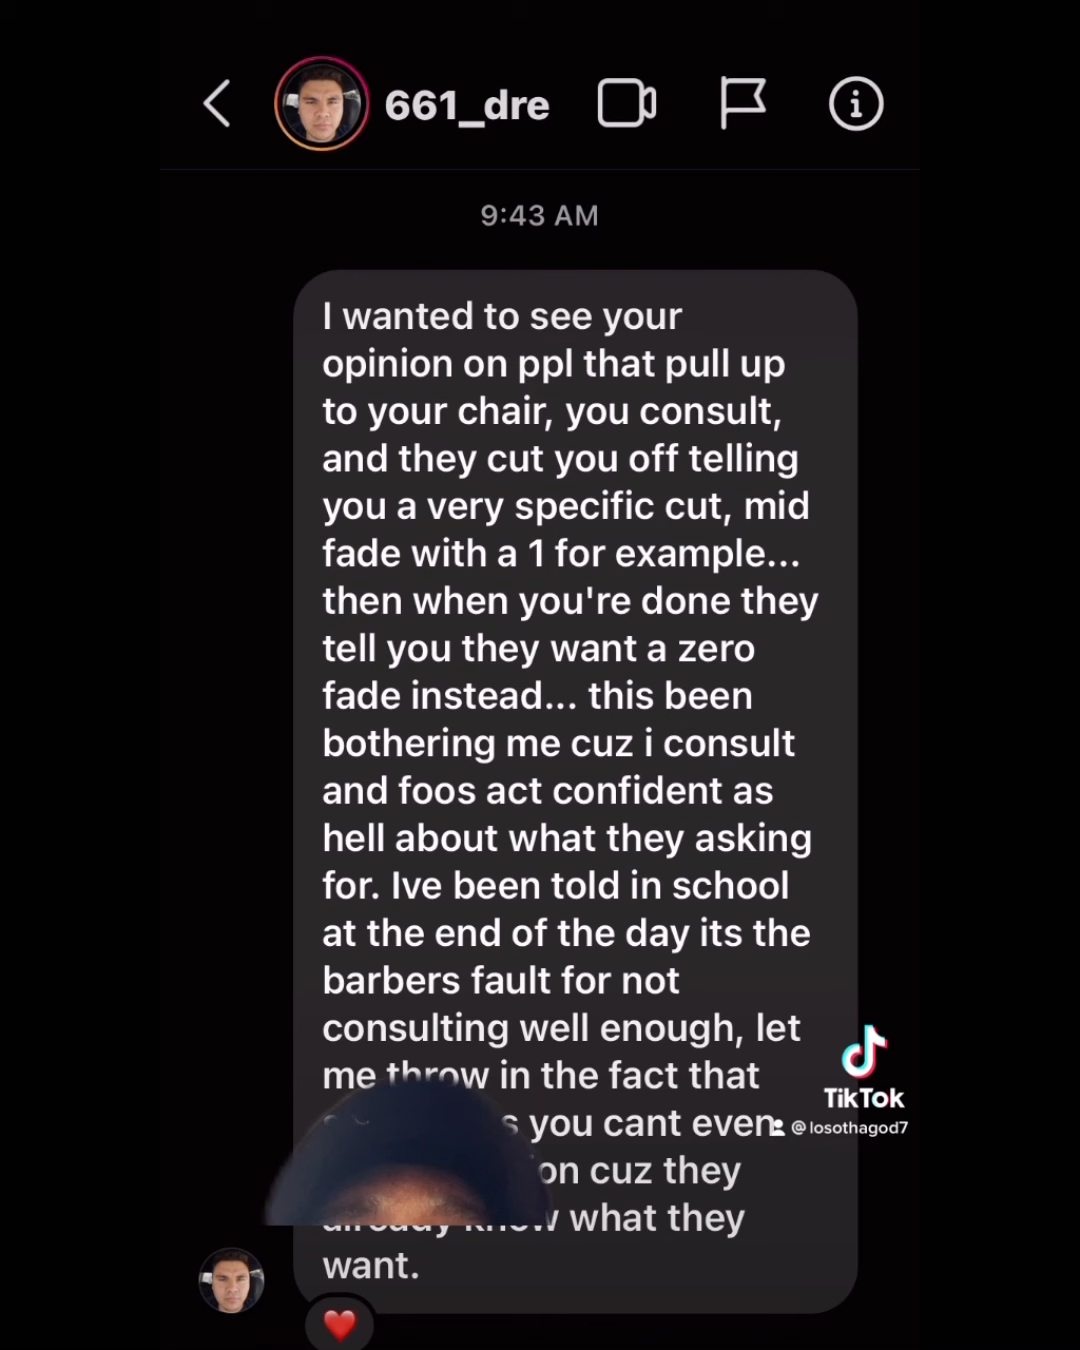 661_dre
9:43 AM
I wanted to see your
opinion on ppl that pull up
to your chair, you consult,
and they cut you off telling
you a very specific cut, mid
fade with a 1 for example...
then when you're done they
tell you they want a zero
fade instead... this been
bothering me cuz i consult
and foos act confident as
hell about what they asking
for. Ive been told in school
at the end of the day its the
barbers fault for not
consulting well enough, let
me throw in the fact that
you cant even
cuz they
already know what they
want.
TikTok
@losothagod7